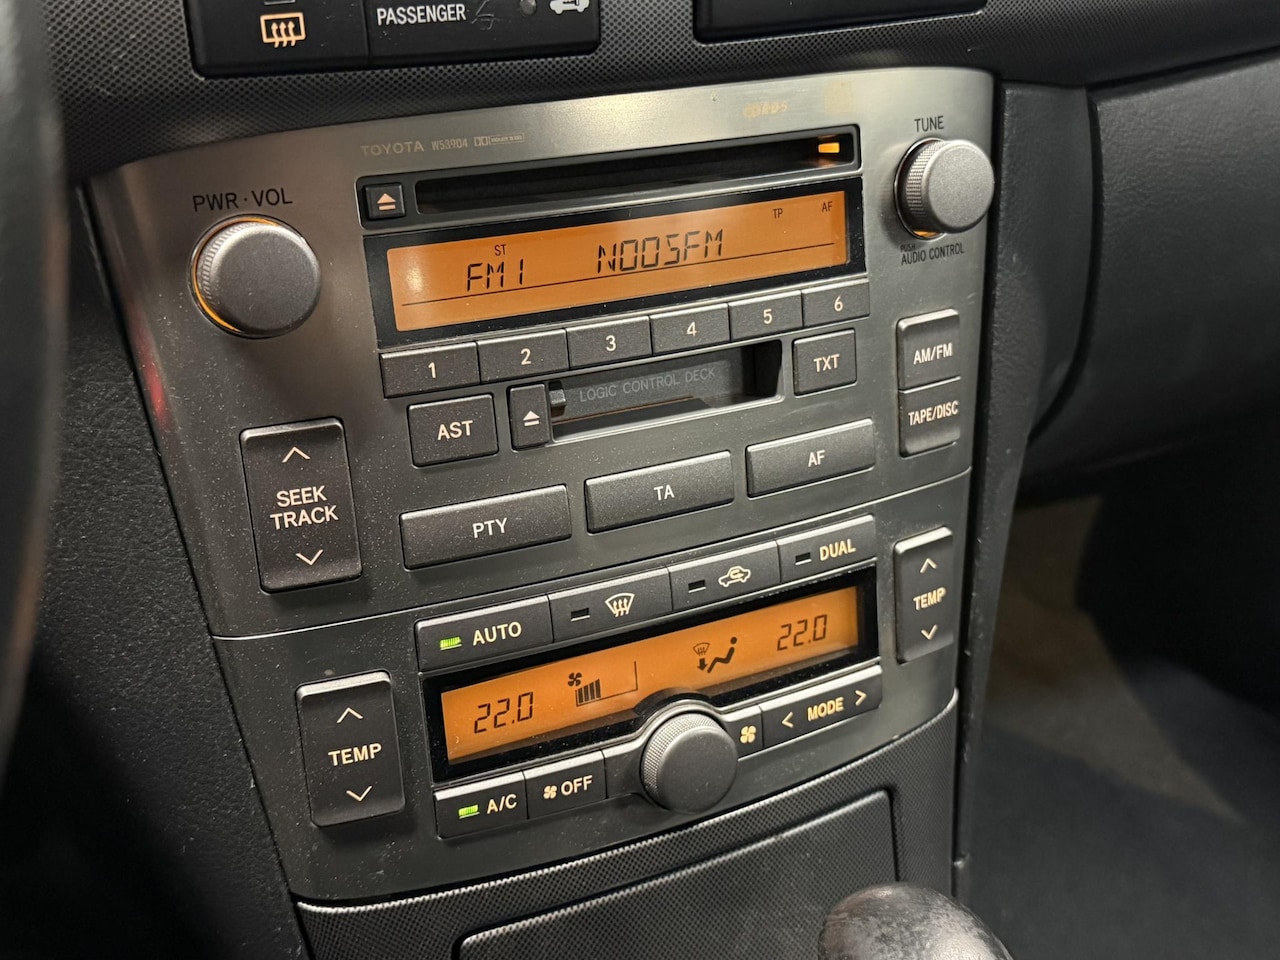 PASSENGER
TOYOTA W53904 DOLBY B NR
PWR·VOL
TUNE
PUSH
AUDIO CONTROL
ST TP AF
FM1 NOOSFM
1 2 3 4 5 6
LOGIC CONTROL DECK
TXT
AM/FM
TAPE/DISC
AST
SEEK
TRACK
PTY
TA
AF
AUTO
DUAL
TEMP
22.0
22.0
TEMP
A/C
OFF
< MODE >